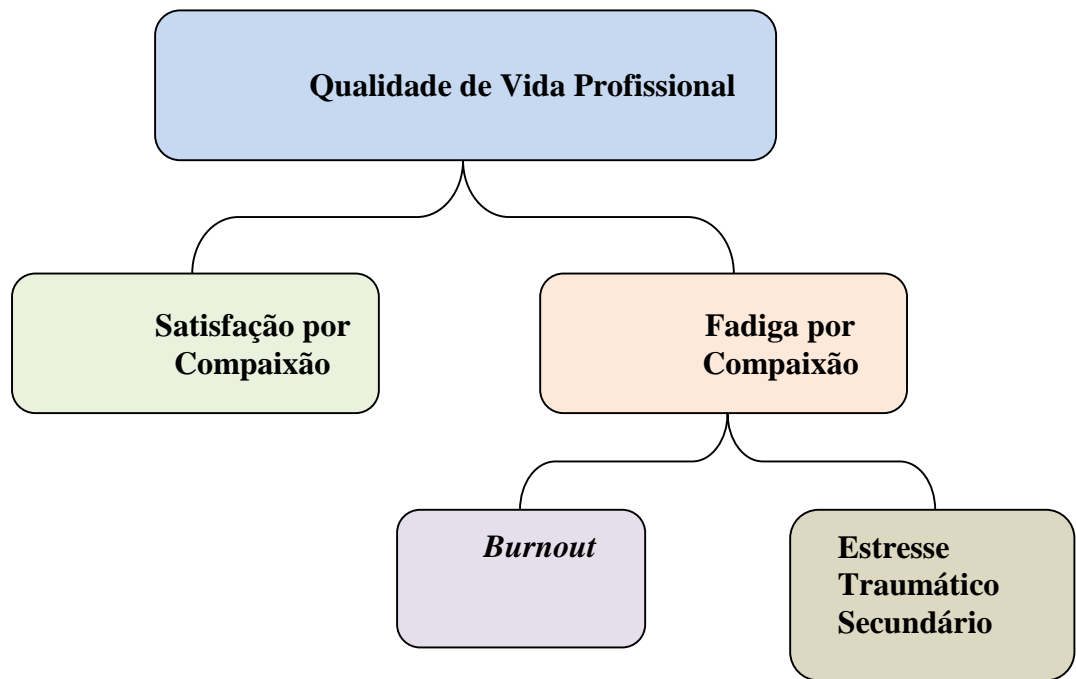 Qualidade de Vida Profissional
Satisfação por
Compaixão
Fadiga por
Compaixão
Burnout
Estresse
Traumático
Secundário